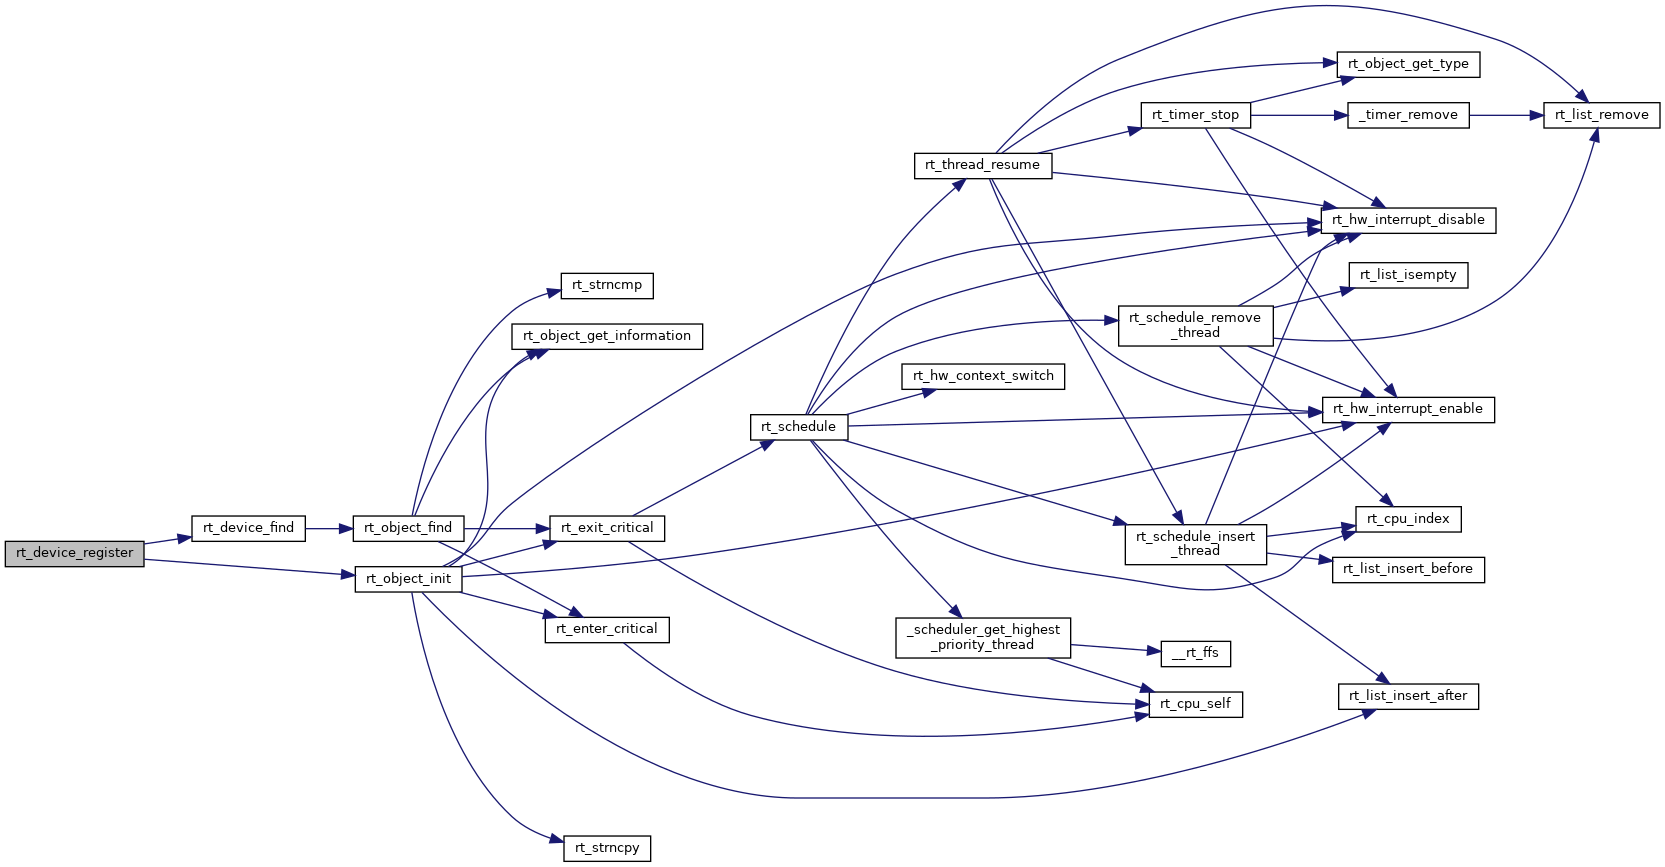 rt_device_register
rt_device_find
rt_object_find
rt_object_init
rt_strncmp
rt_object_get_information
rt_exit_critical
rt_enter_critical
rt_strncpy
rt_schedule
rt_thread_resume
rt_hw_context_switch
_scheduler_get_highest
_priority_thread
rt_timer_stop
rt_schedule_remove
_thread
rt_schedule_insert
_thread
__rt_ffs
rt_cpu_self
rt_object_get_type
_timer_remove
rt_hw_interrupt_disable
rt_list_isempty
rt_hw_interrupt_enable
rt_cpu_index
rt_list_insert_before
rt_list_insert_after
rt_list_remove